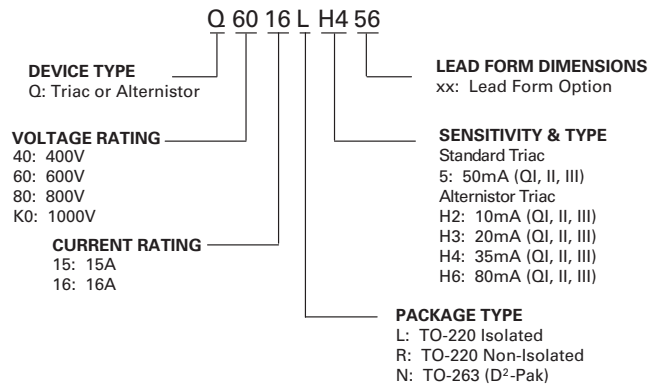 Q 60 16 L H4 56
DEVICE TYPE
Q: Triac or Alternistor
VOLTAGE RATING
40: 400V
60: 600V
80: 800V
K0: 1000V
CURRENT RATING
15: 15A
16: 16A
LEAD FORM DIMENSIONS
xx: Lead Form Option
SENSITIVITY & TYPE
Standard Triac
5: 50mA (QI, II, III)
Alternistor Triac
H2: 10mA (QI, II, III)
H3: 20mA (QI, II, III)
H4: 35mA (QI, II, III)
H6: 80mA (QI, II, III)
PACKAGE TYPE
L: TO-220 Isolated
R: TO-220 Non-Isolated
N: TO-263 (D²-Pak)